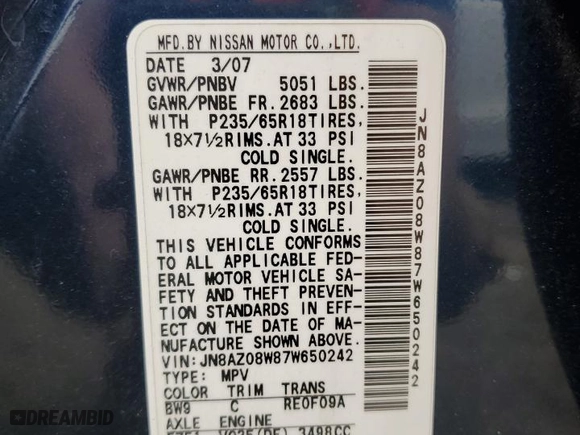 MFD.BY NISSAN MOTOR CO.,LTD.
DATE 3/07
GVWR/PNBV 5051 LBS.
GAWR/PNBE FR. 2683 LBS.
WITH P235/65R18TIRES,
18×7½RIMS.AT 33 PSI
COLD SINGLE.
GAWR/PNBE RR. 2557 LBS.
WITH P235/65R18TIRES,
18×7½RIMS.AT 33 PSI
COLD SINGLE.
THIS VEHICLE CONFORMS
TO ALL APPLICABLE FED-
ERAL MOTOR VEHICLE SA-
FETY AND THEFT PREVEN-
TION STANDARDS IN EFF-
ECT ON THE DATE OF MA-
NUFACTURE SHOWN ABOVE.
VIN:JN8AZ08W87W650242
TYPE: MPV
COLOR TRIM TRANS
BW9 C RE0F09A
AXLE ENGINE
VQ35(DE) 3498CC
JN8AZ08W87W650242
DREAMBID